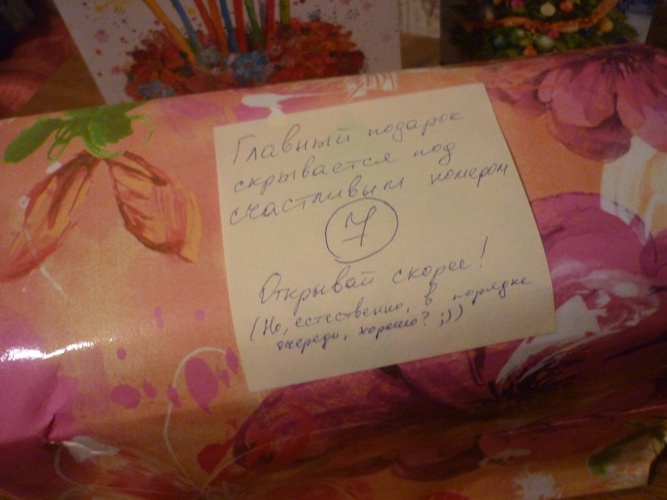 Главный подарок
скрывается под
счастливым номером
7
Открывай скорее!
(Но, естественно, в порядке
очереди, хорошо? ;))